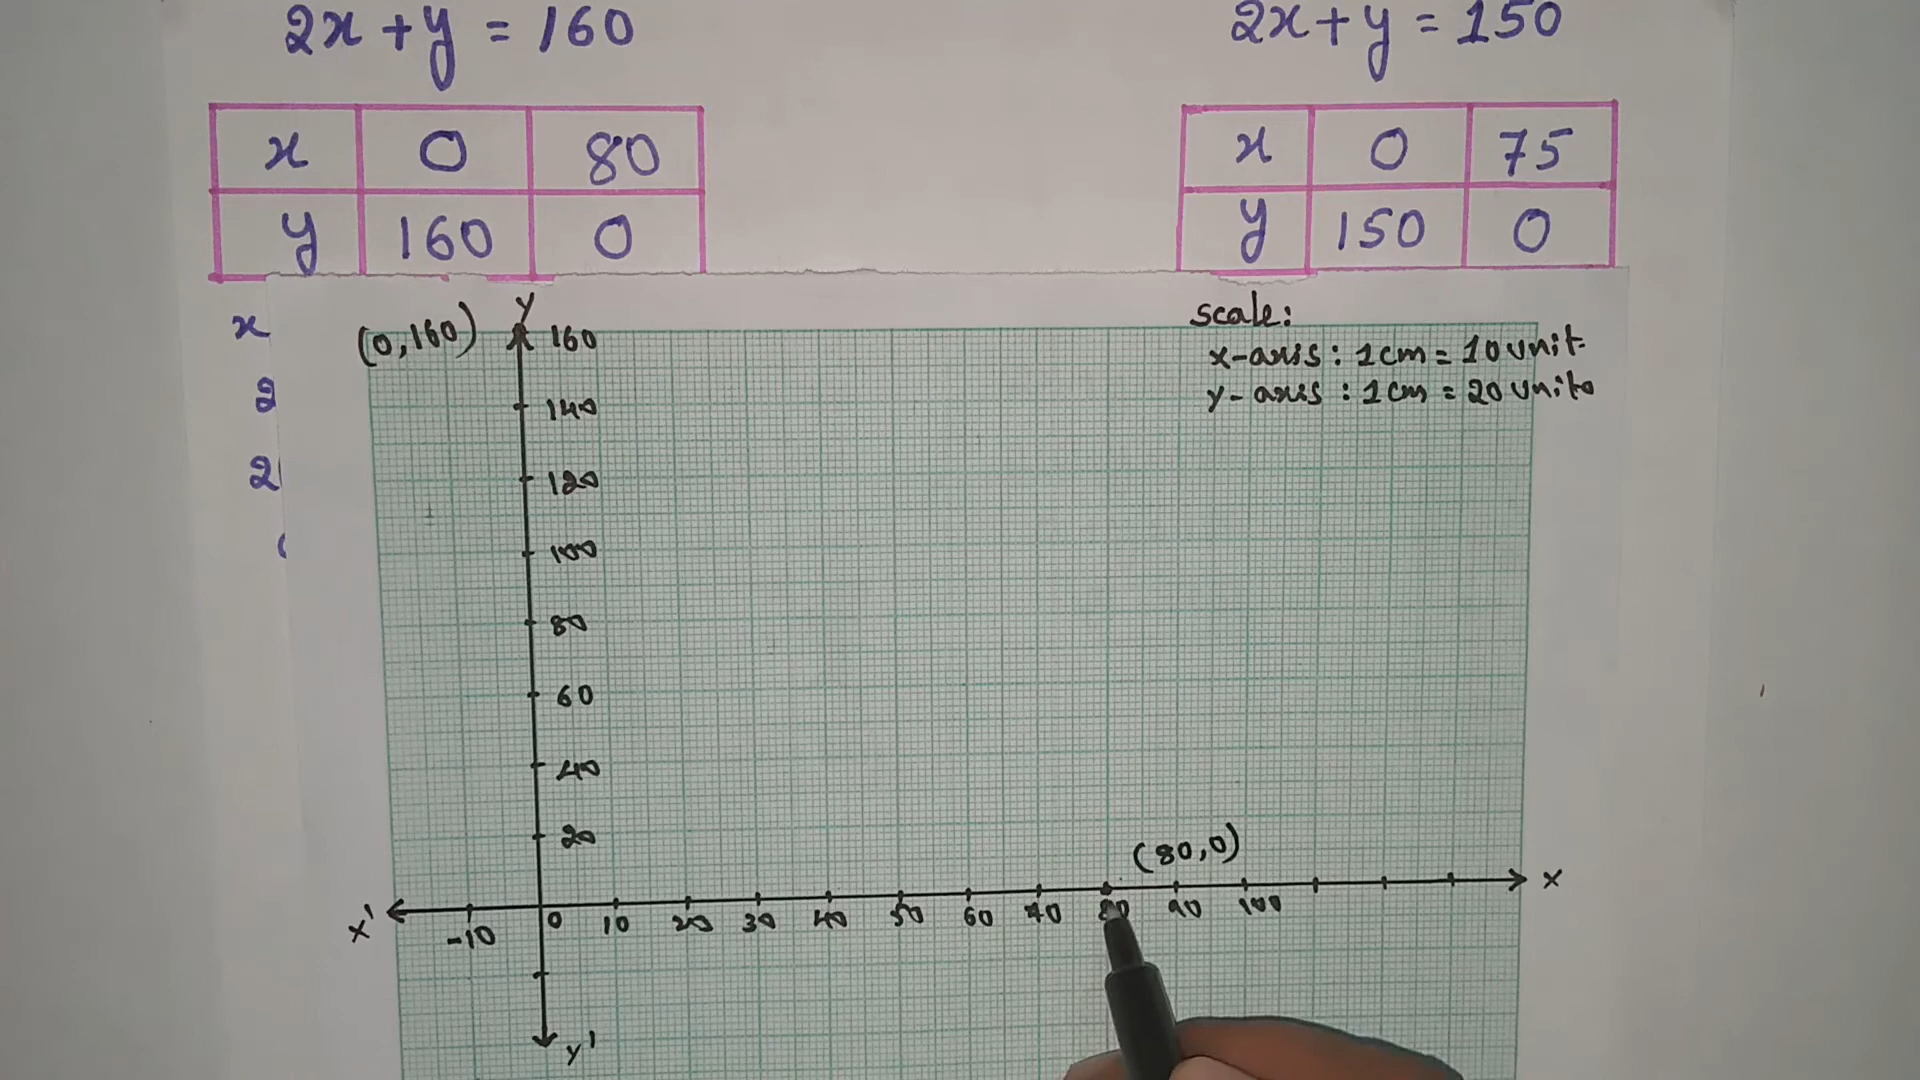 2x + y = 160
2x + y = 150
x 0 80
y 160 0
x 0 75
y 150 0
x
2
2
(0,160) Y 160
scale:
x-axis : 1cm = 10 unit
y-axis : 1cm = 20 units
140
120
100
80
60
40
20
(80,0)
X' -10 0 10 20 30 40 50 60 70 80 90 100 X
Y'